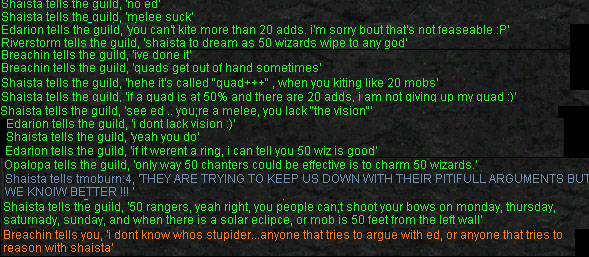 Shaista tells the guild, 'no ed'
Shaista tells the guild, 'melee suck'
Edarion tells the guild, 'you can't kite more than 20 adds. i'm sorry bout that's not feaseable :P'
Riverstorm tells the guild, 'shaista to dream as 50 wizards wipe to any god'
Breachin tells the guild, 'ive done it'
Breachin tells the guild, 'quads get out of hand sometimes'
Shaista tells the guild, 'hehe it's called "quad+++" , when you kiting like 20 mobs'
Shaista tells the guild, 'if a quad is at 50% and there are 20 adds, i am not giving up my quad :)'
Shaista tells the guild, 'see ed .. you;re a melee, you lack "the vision"'
Edarion tells the guild, 'i dont lack vision :)'
Shaista tells the guild, 'yeah you do'
Edarion tells the guild, 'if it werent a ring, i can tell you 50 wiz is good'
Opalopa tells the guild, 'only way 50 chanters could be effective is to charm 50 wizards.'
Shaista tells tmoburn:4, 'THEY ARE TRYING TO KEEP US DOWN WITH THEIR PITIFULL ARGUMENTS BUT
WE KNOIW BETTER !!! '
Shaista tells the guild, '50 rangers, yeah right, you people can;t shoot your bows on monday, thursday,
saturnady, sunday, and when there is a solar eclipce, or mob is 50 feet from the left wall'
Breachin tells you, 'i dont know whos stupider...anyone that tries to argue with ed, or anyone that tries to
reason with shaista'